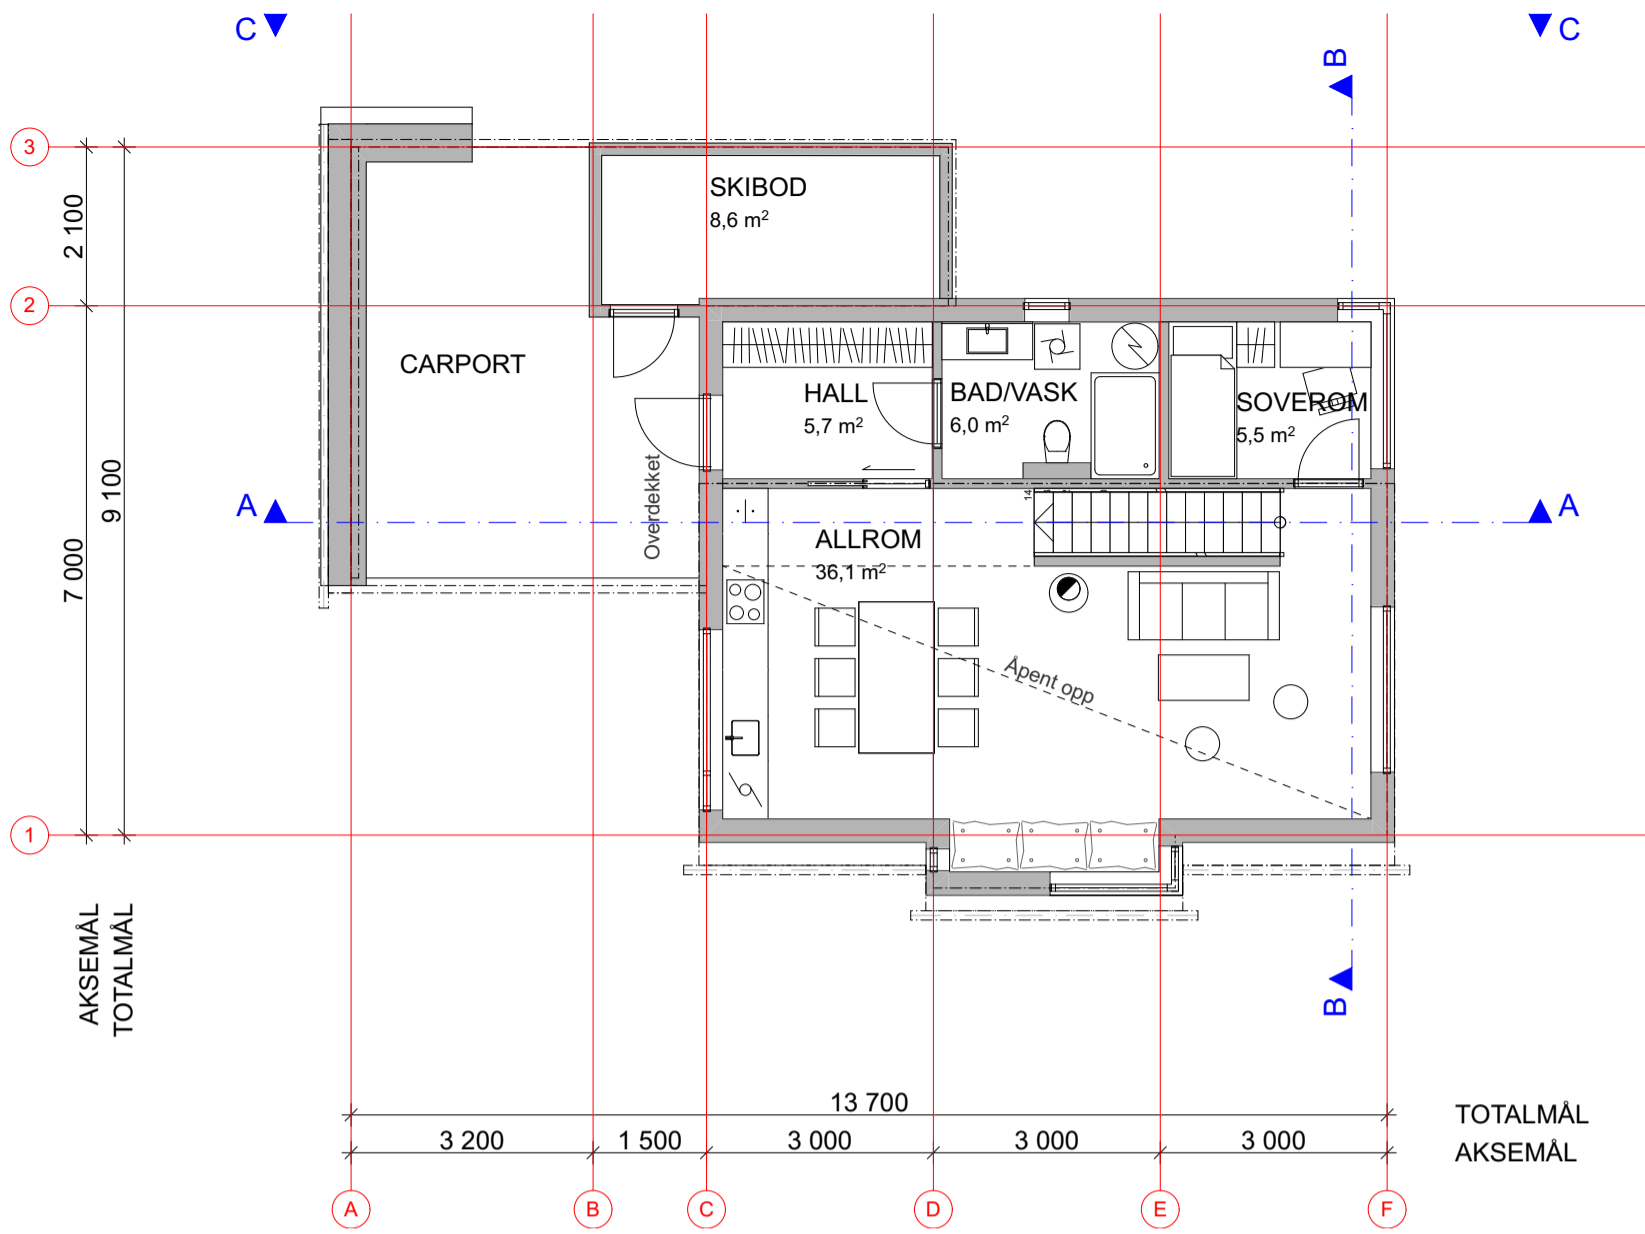 C
C
B
3
2 100
9 100
SKIBOD
8,6 m²
2
CARPORT
HALL
5,7 m²
BAD/VASK
6,0 m²
SOVEROM
5,5 m²
Overdekket
A
14
A
ALLROM
36,1 m²
7 000
Åpent opp
1
AKSEMÅL
TOTALMÅL
B
13 700
TOTALMÅL
3 200
1 500
3 000
3 000
3 000
AKSEMÅL
A
B
C
D
E
F